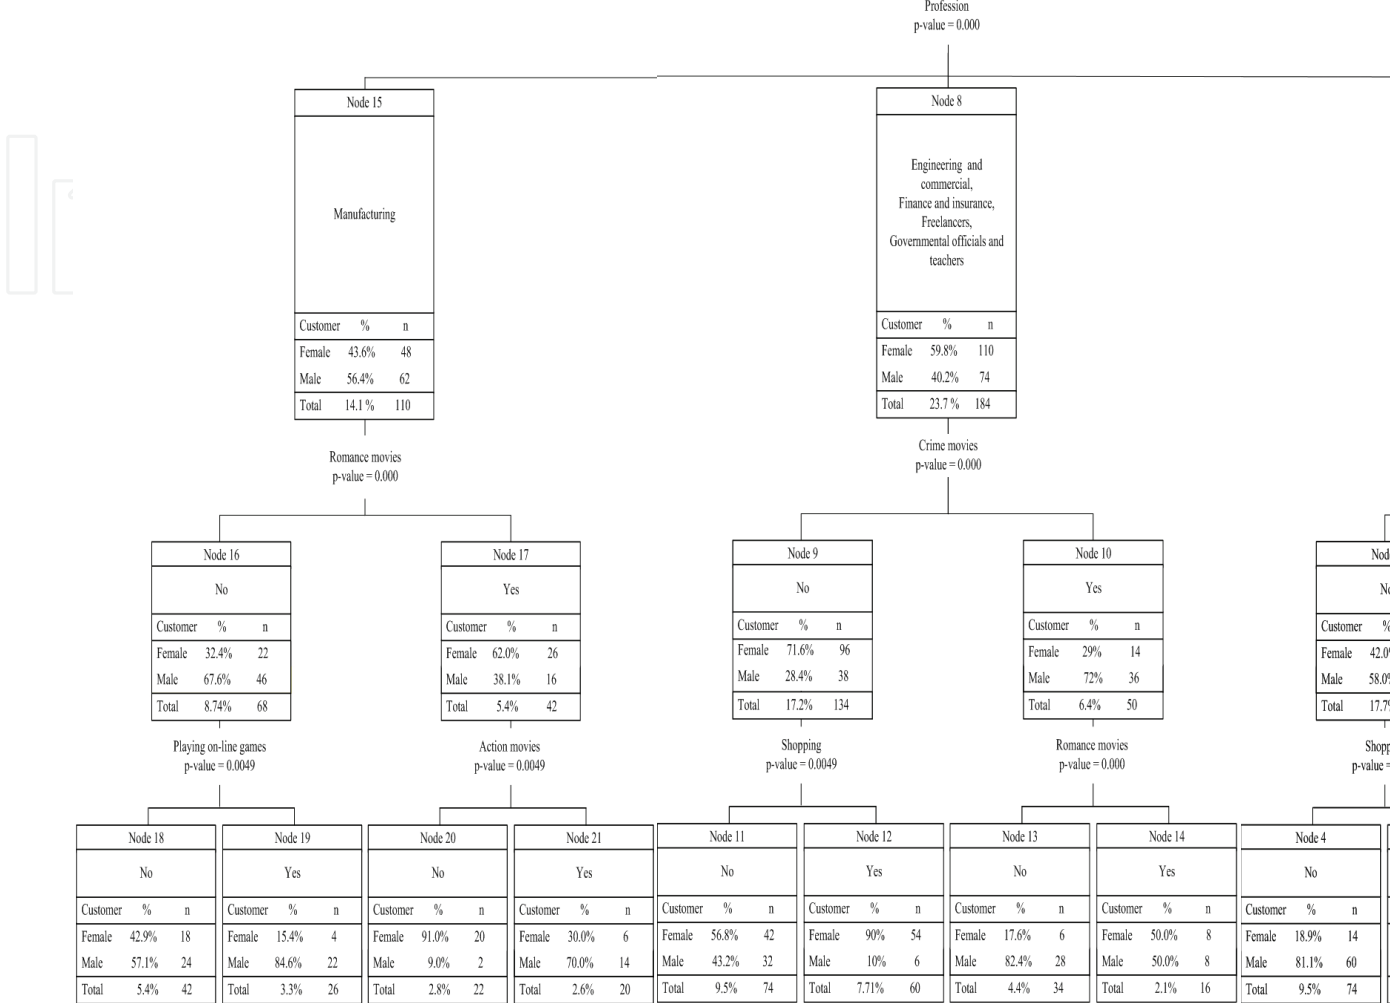 Profession
p-value = 0.000
Node 15
Manufacturing
Customer % n
Female 43.6% 48
Male 56.4% 62
Total 14.1 % 110
Node 8
Engineering and
commercial,
Finance and insurance,
Freelancers,
Governmental officials and
teachers
Customer % n
Female 59.8% 110
Male 40.2% 74
Total 23.7 % 184
Romance movies
p-value = 0.000
Crime movies
p-value = 0.000
Node 16
No
Customer % n
Female 32.4% 22
Male 67.6% 46
Total 8.74% 68
Node 17
Yes
Customer % n
Female 62.0% 26
Male 38.1% 16
Total 5.4% 42
Node 9
No
Customer % n
Female 71.6% 96
Male 28.4% 38
Total 17.2% 134
Node 10
Yes
Customer % n
Female 29% 14
Male 72% 36
Total 6.4% 50
Customer %
Female 42.0
Male 58.0
Total 17.7
Playing on-line games
p-value = 0.0049
Action movies
p-value = 0.0049
Shopping
p-value = 0.0049
Romance movies
p-value = 0.000
p-value =
Node 18
No
Customer % n
Female 42.9% 18
Male 57.1% 24
Total 5.4% 42
Node 19
Yes
Customer % n
Female 15.4% 4
Male 84.6% 22
Total 3.3% 26
Node 20
No
Customer % n
Female 91.0% 20
Male 9.0% 2
Total 2.8% 22
Node 21
Yes
Customer % n
Female 30.0% 6
Male 70.0% 14
Total 2.6% 20
Node 11
No
Customer % n
Female 56.8% 42
Male 43.2% 32
Total 9.5% 74
Node 12
Yes
Customer % n
Female 90% 54
Male 10% 6
Total 7.71% 60
Node 13
No
Customer % n
Female 17.6% 6
Male 82.4% 28
Total 4.4% 34
Node 14
Yes
Customer % n
Female 50.0% 8
Male 50.0% 8
Total 2.1% 16
Node 4
No
Customer % n
Female 18.9% 14
Male 81.1% 60
Total 9.5% 74